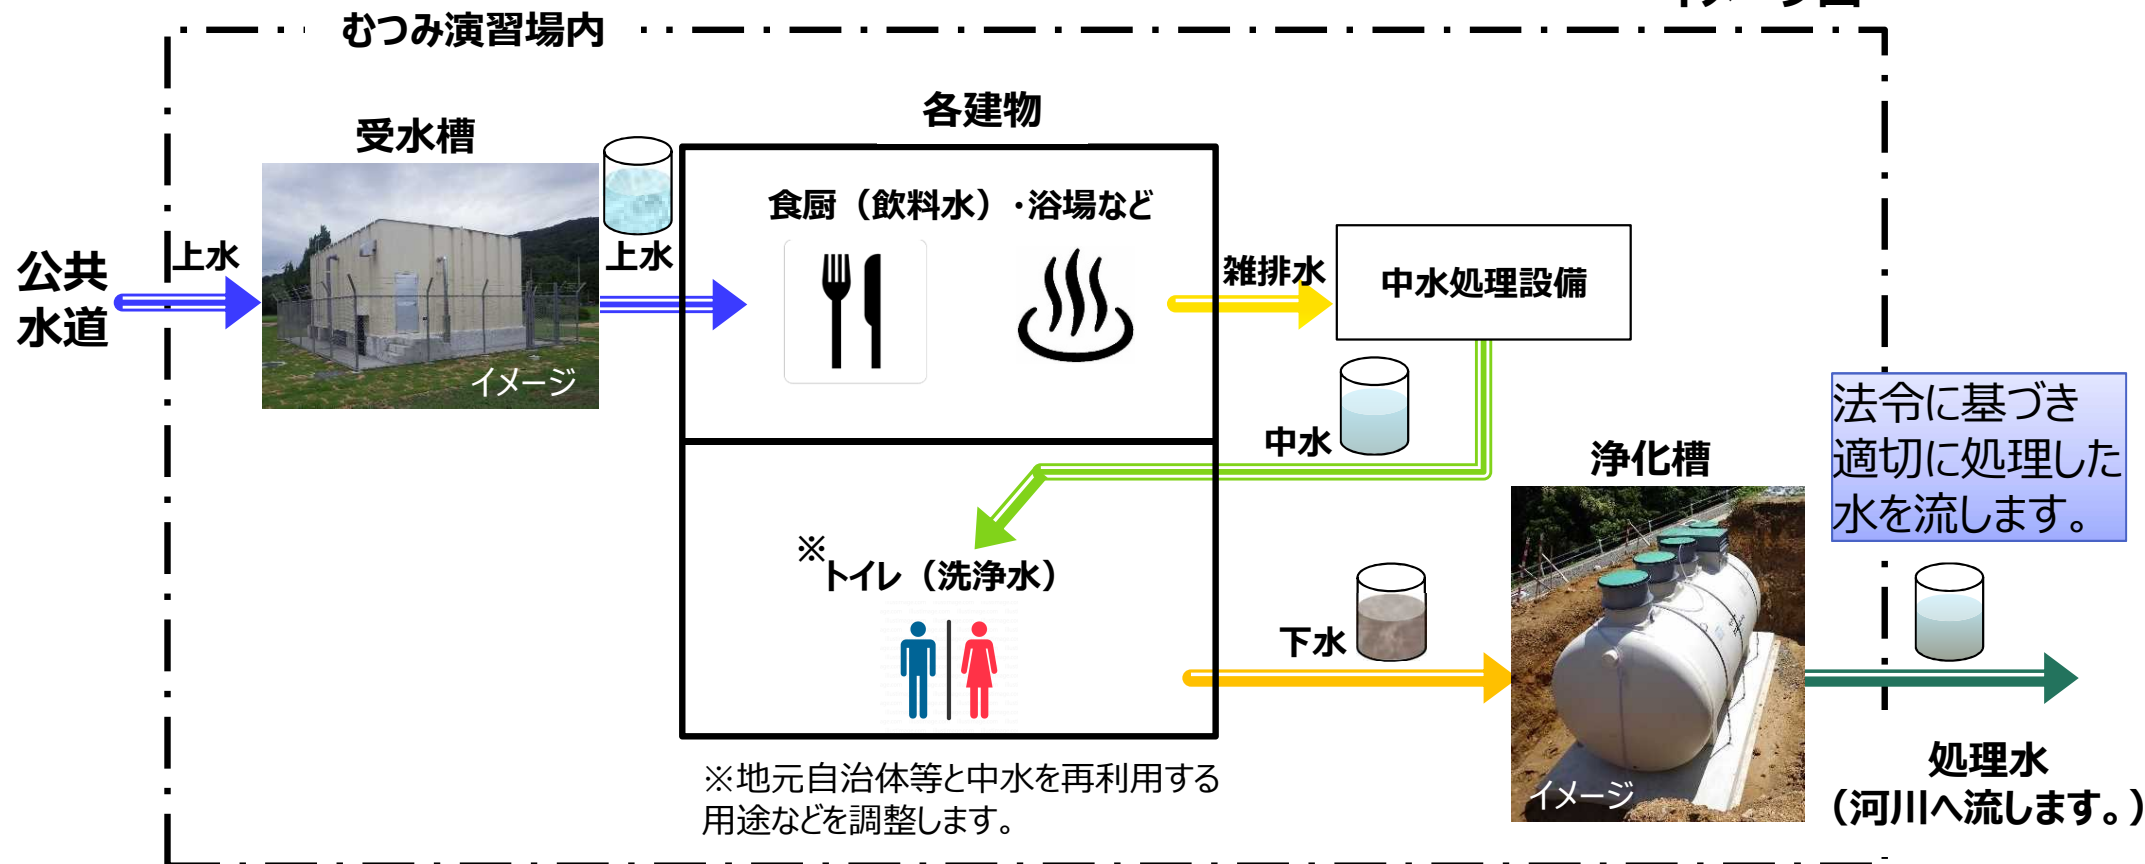 イメージ図
むつみ演習場内
各建物
受水槽
食厨（飲料水）・浴場など
公共
水道
上水
上水
雑排水
中水処理設備
イメージ
中水
法令に基づき
適切に処理した
水を流します。
浄化槽
※トイレ（洗浄水）
下水
イメージ
処理水
（河川へ流します。）
※地元自治体等と中水を再利用する
用途などを調整します。